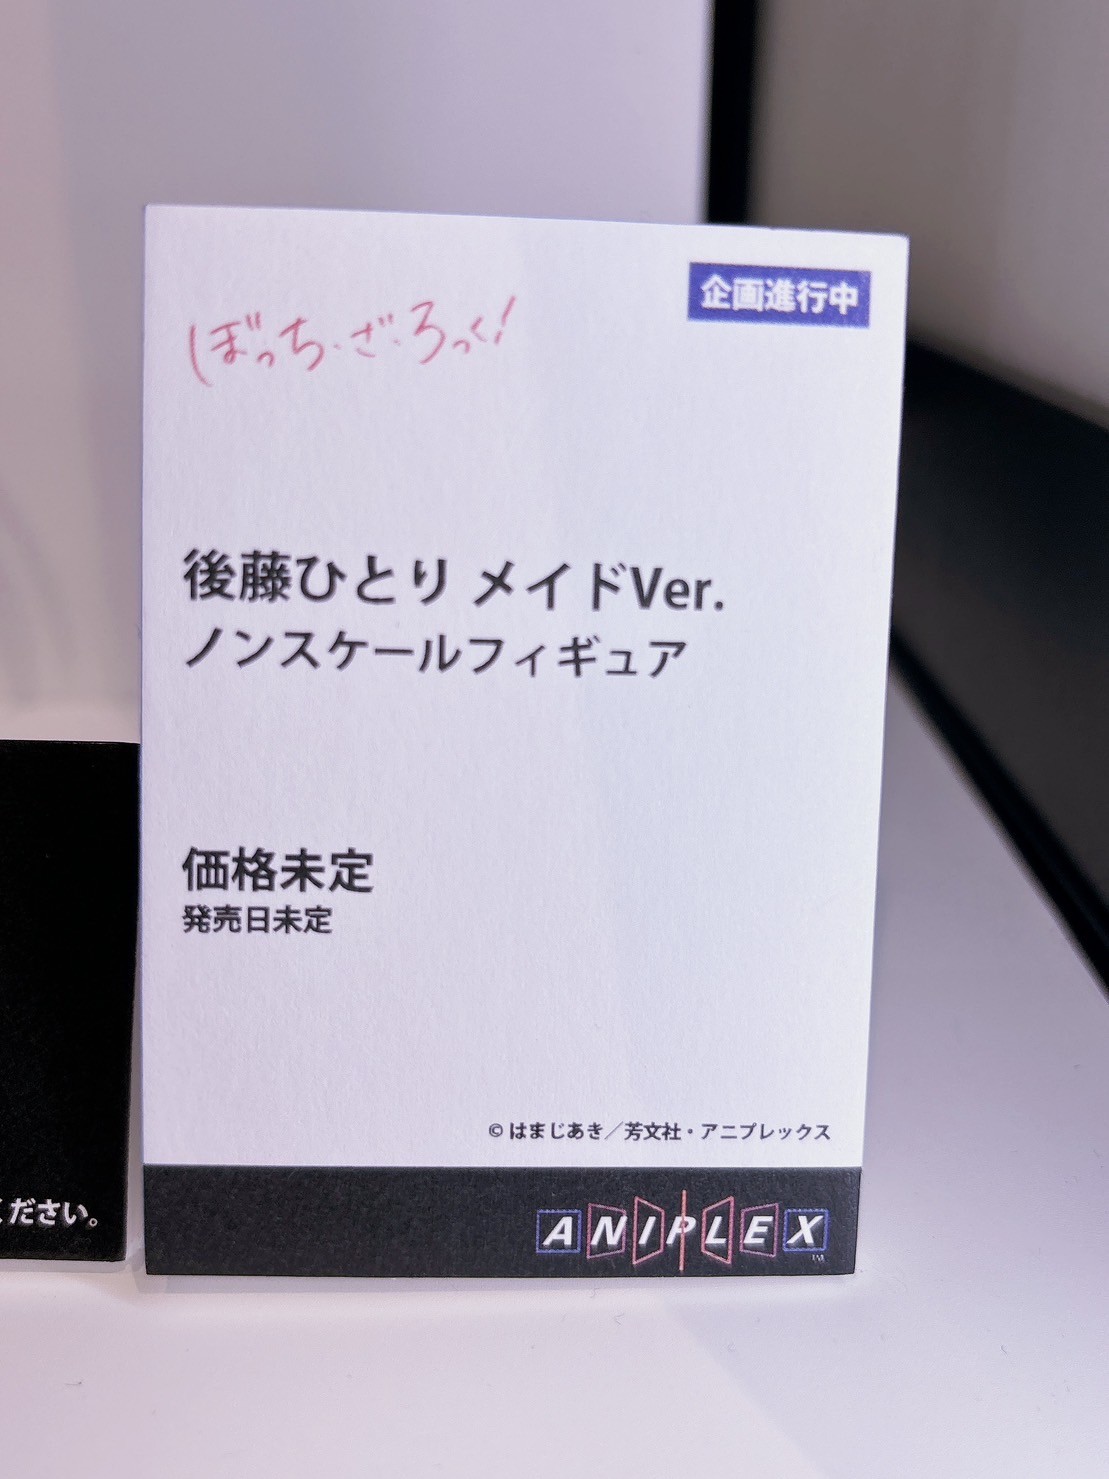 ぼっち・ざ・ろっく!
企画進行中
後藤ひとり メイドVer.
ノンスケールフィギュア
価格未定
発売日未定
© はまじあき／芳文社・アニプレックス
ください。
ANIPLEX